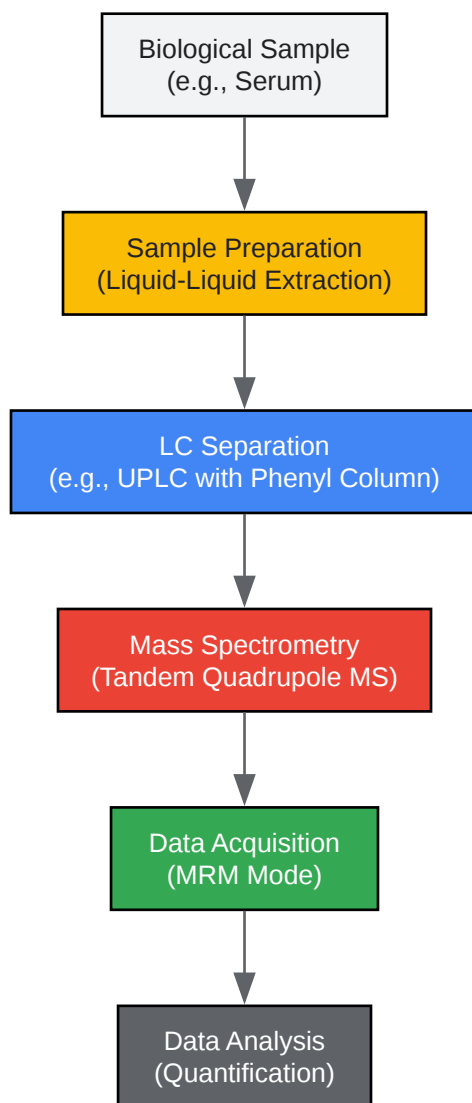 Biological Sample
(e.g., Serum)
Sample Preparation
(Liquid-Liquid Extraction)
LC Separation
(e.g., UPLC with Phenyl Column)
Mass Spectrometry
(Tandem Quadrupole MS)
Data Acquisition
(MRM Mode)
Data Analysis
(Quantification)